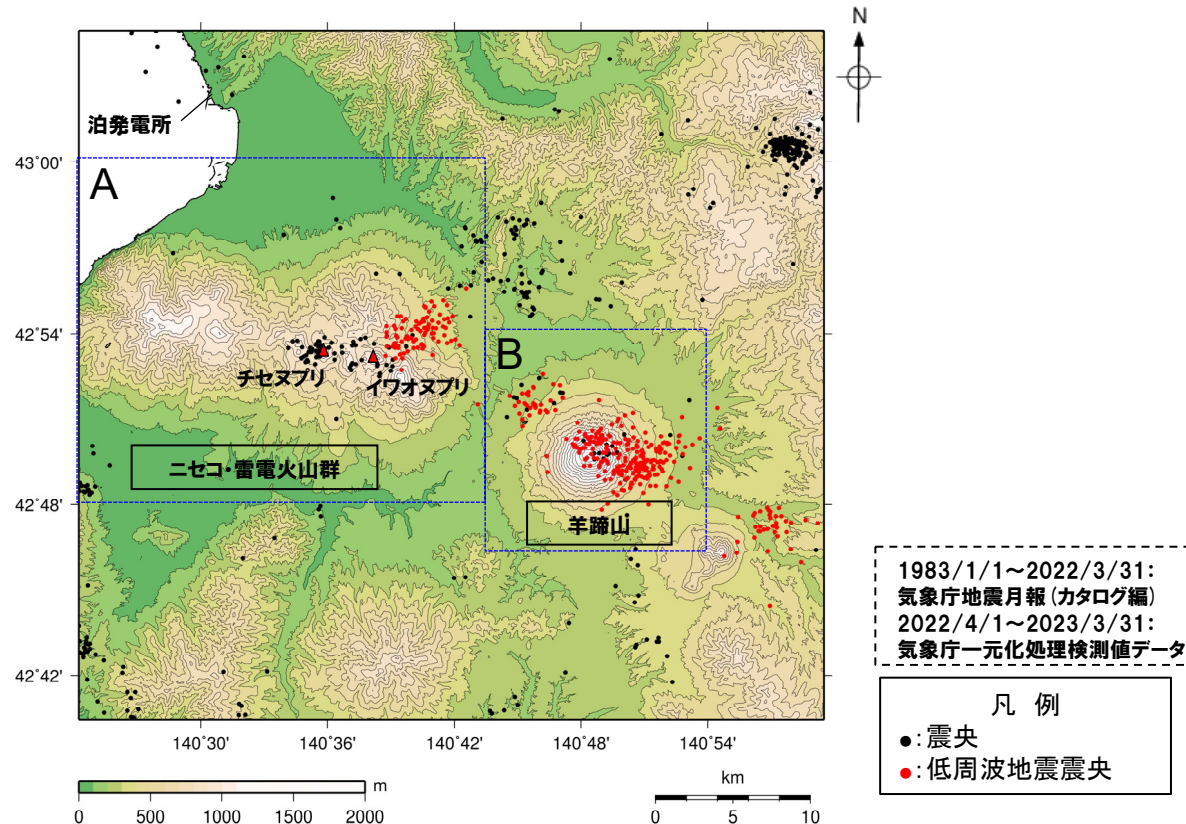 N
泊発電所
43°00'
A
42°54'
B
チセヌプリ
イワオヌプリ
ニセコ・雷電火山群
42°48'
羊蹄山
42°42'
140°30'
140°36'
140°42'
140°48'
140°54'
m
0
500
1000
1500
2000
km
0
5
10
1983/1/1～2022/3/31:
気象庁地震月報(カタログ編)
2022/4/1～2023/3/31:
気象庁一元化処理検測値データ
凡 例
●:震央
●:低周波地震震央